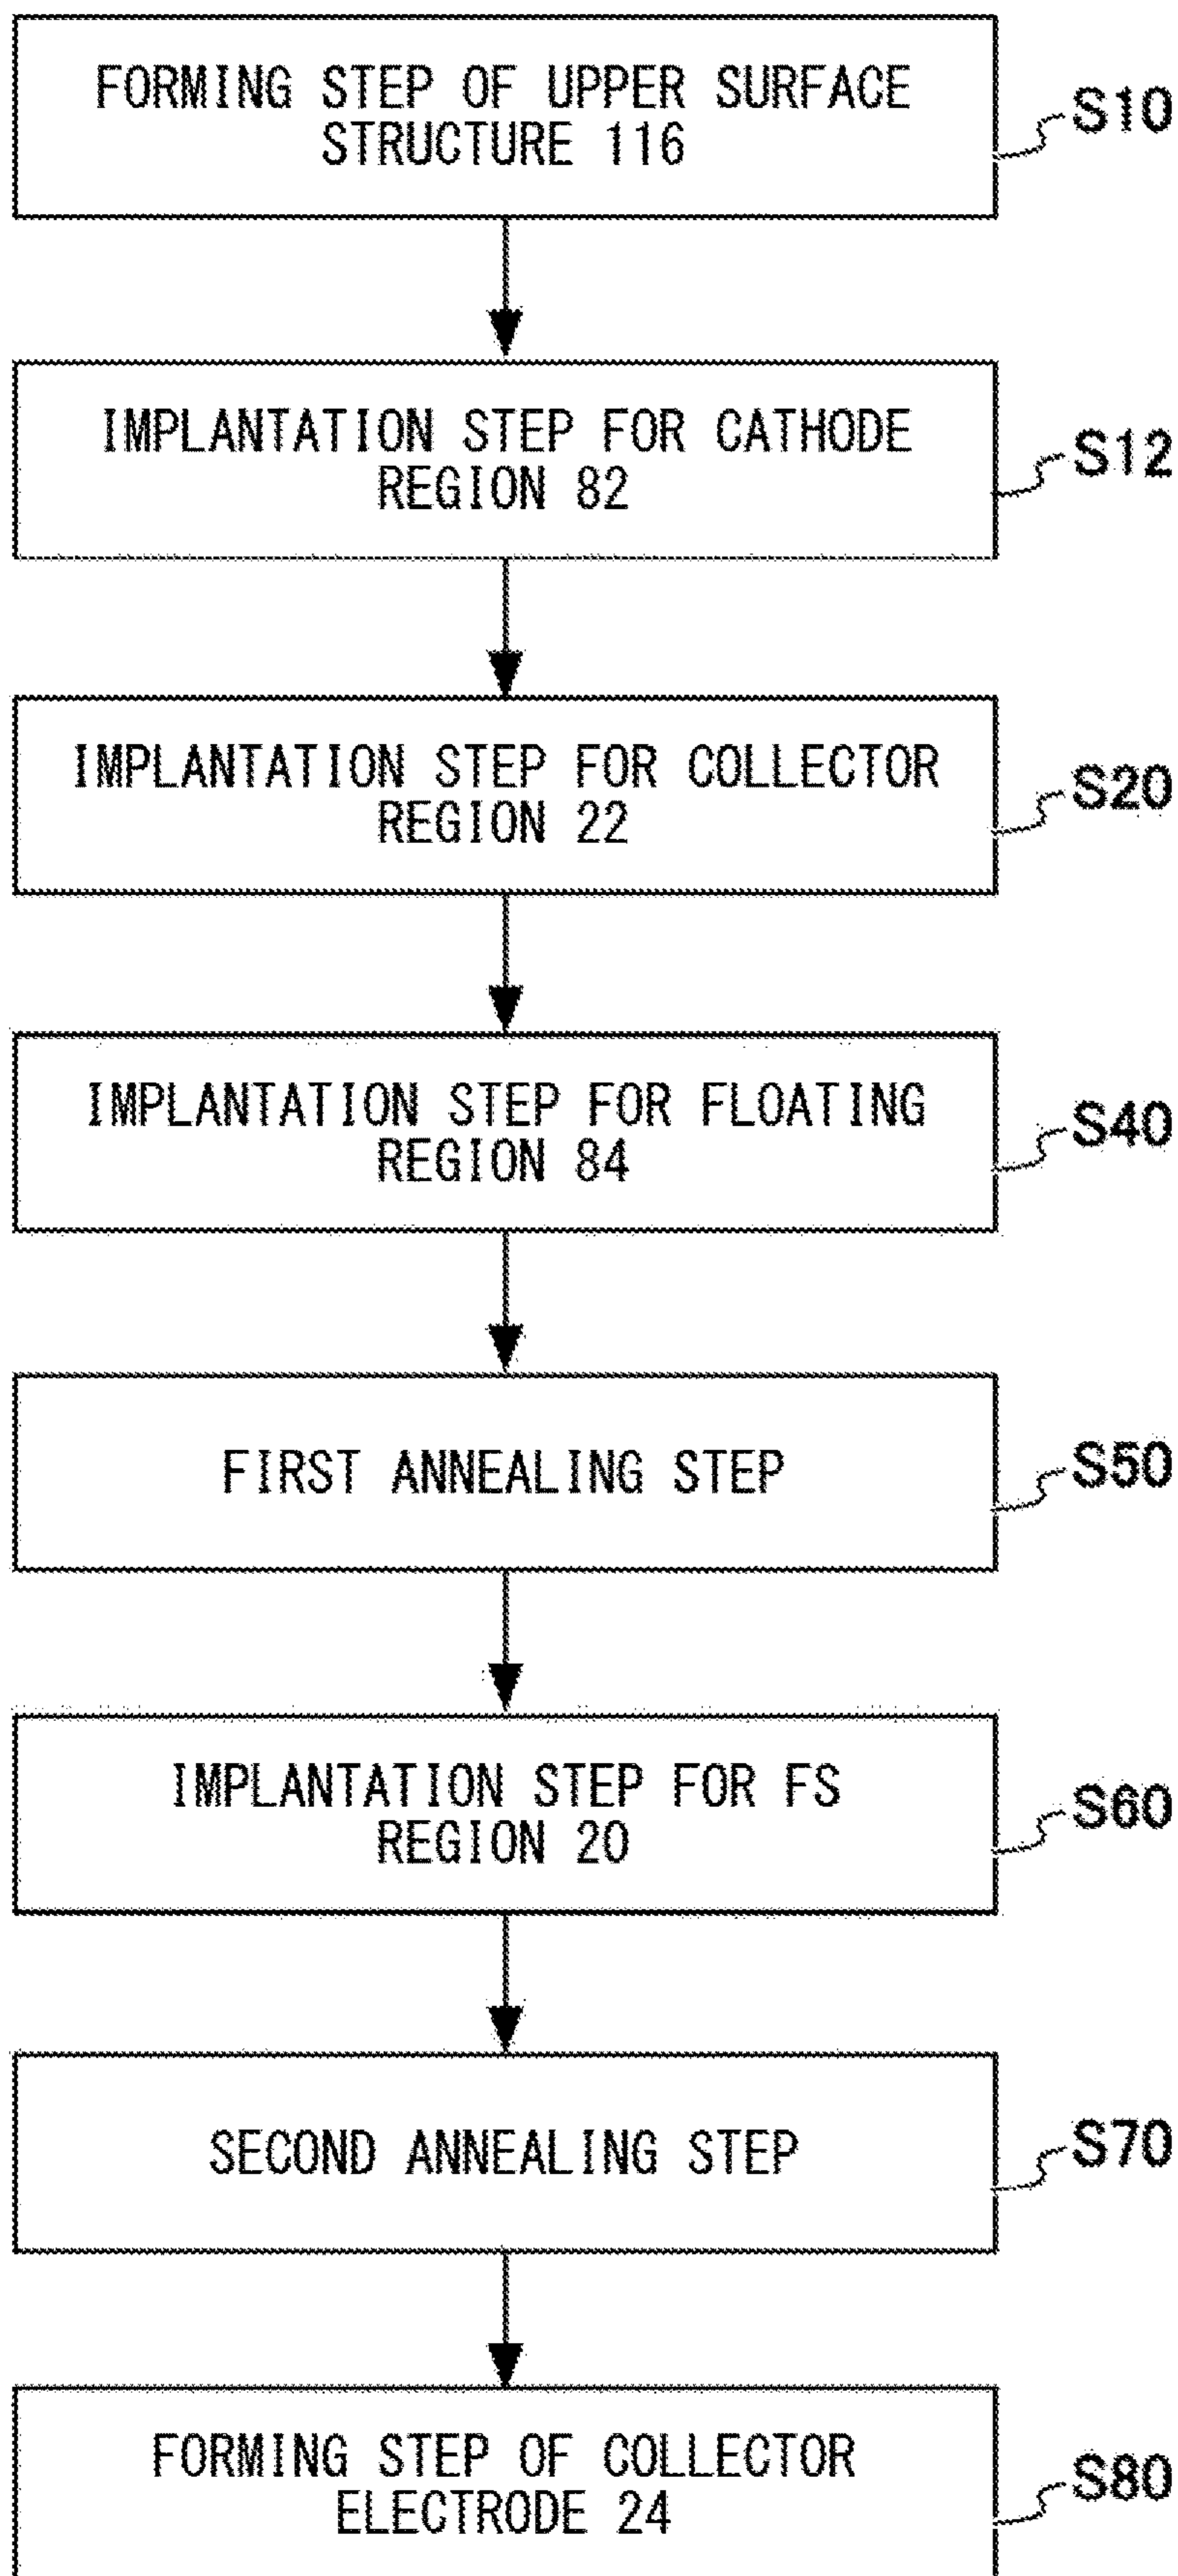 FORMING STEP OF UPPER SURFACE
STRUCTURE 116
S10
IMPLANTATION STEP FOR CATHODE
REGION 82
S12
IMPLANTATION STEP FOR COLLECTOR
REGION 22
S20
IMPLANTATION STEP FOR FLOATING
REGION 84
S40
FIRST ANNEALING STEP
S50
IMPLANTATION STEP FOR FS
REGION 20
S60
SECOND ANNEALING STEP
S70
FORMING STEP OF COLLECTOR
ELECTRODE 24
S80